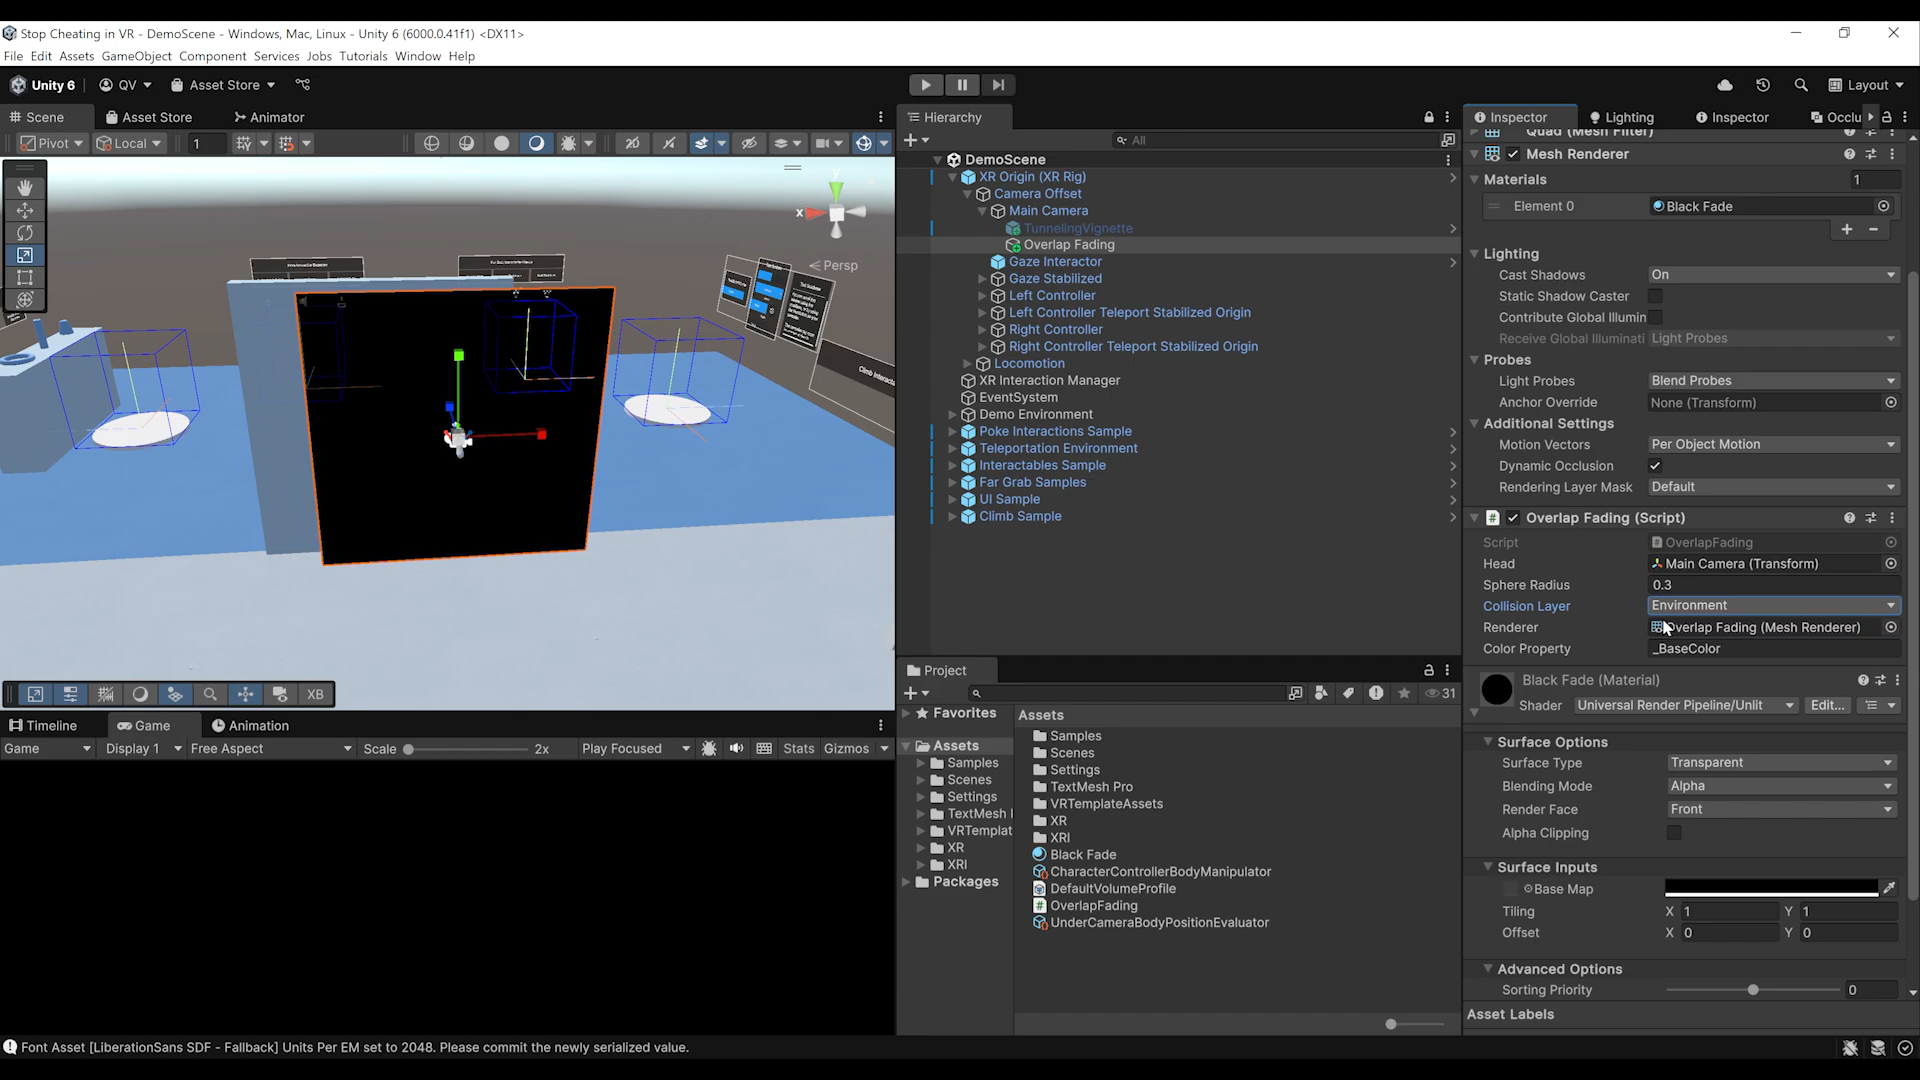 Stop Cheating in VR - DemoScene - Windows, Mac, Linux - Unity 6 (6000.0.41f1) <DX11>
File Edit Assets GameObject Component Services Jobs Tutorials Window Help
Unity 6 QV Asset Store Layout
Scene Asset Store Animator
Pivot Local 1
y
x
Persp
Climb Interacta
XB
Hierarchy
All
DemoScene
XR Origin (XR Rig)
Camera Offset
Main Camera
TunnelingVignette
Overlap Fading
Gaze Interactor
Gaze Stabilized
Left Controller
Left Controller Teleport Stabilized Origin
Right Controller
Right Controller Teleport Stabilized Origin
Locomotion
XR Interaction Manager
EventSystem
Demo Environment
Poke Interactions Sample
Teleportation Environment
Interactables Sample
Far Grab Samples
UI Sample
Climb Sample
Inspector Lighting Inspector Occlu
Quad (Mesh Filter)
Mesh Renderer
Materials 1
Element 0 Black Fade
Lighting
Cast Shadows On
Static Shadow Caster
Contribute Global Illumin
Receive Global Illuminati Light Probes
Probes
Light Probes Blend Probes
Anchor Override None (Transform)
Additional Settings
Motion Vectors Per Object Motion
Dynamic Occlusion
Rendering Layer Mask Default
Overlap Fading (Script)
Script OverlapFading
Head Main Camera (Transform)
Sphere Radius 0.3
Collision Layer Environment
Renderer Overlap Fading (Mesh Renderer)
Color Property _BaseColor
Black Fade (Material)
Shader Universal Render Pipeline/Unlit Edit...
Surface Options
Surface Type Transparent
Blending Mode Alpha
Render Face Front
Alpha Clipping
Surface Inputs
Base Map
Tiling X 1 Y 1
Offset X 0 Y 0
Advanced Options
Sorting Priority 0
Asset Labels
Timeline Game Animation
Game Display 1 Free Aspect Scale 2x Play Focused Stats Gizmos
Project
31
Favorites
Assets
Samples
Scenes
Settings
TextMesh
VRTemplat
XR
XRI
Packages
Assets
Samples
Scenes
Settings
TextMesh Pro
VRTemplateAssets
XR
XRI
Black Fade
CharacterControllerBodyManipulator
DefaultVolumeProfile
OverlapFading
UnderCameraBodyPositionEvaluator
Font Asset [LiberationSans SDF - Fallback] Units Per EM set to 2048. Please commit the newly serialized value.